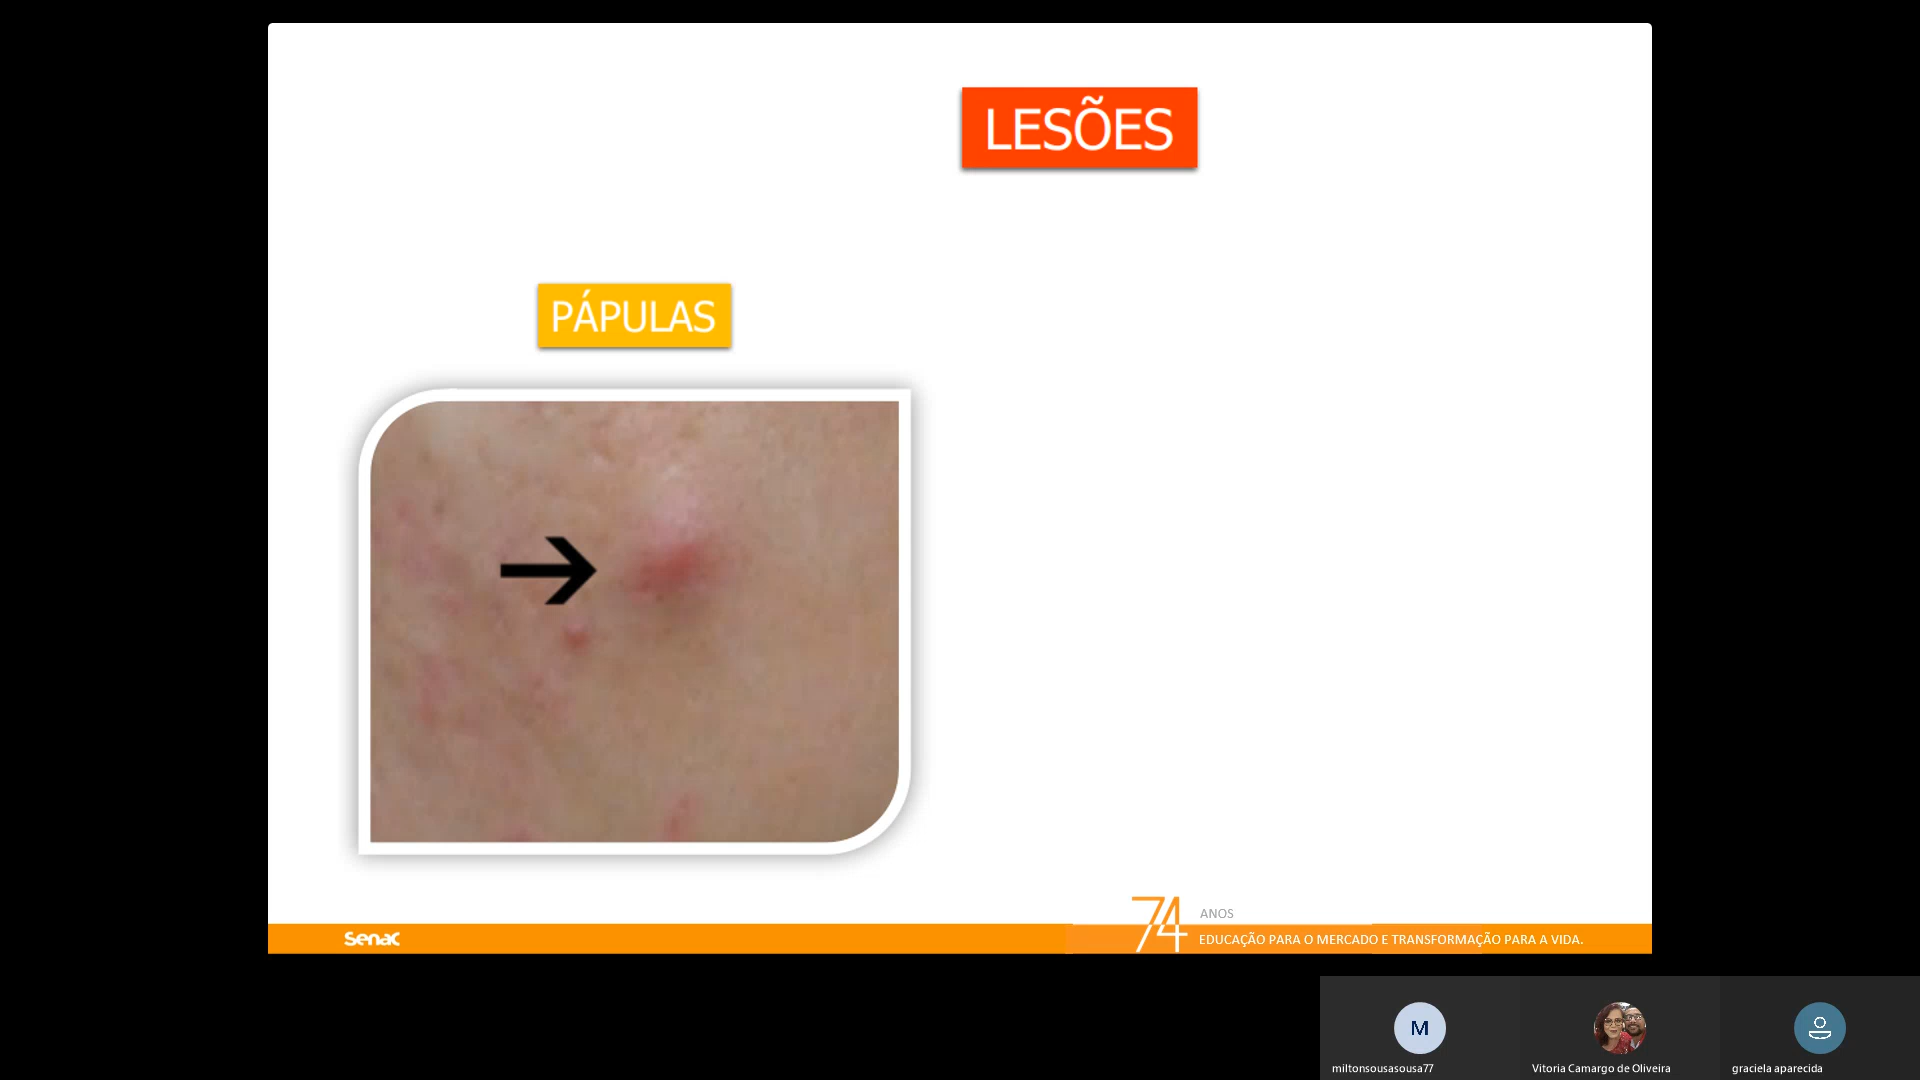 LESÕES
PÁPULAS
senac
74 ANOS
EDUCAÇÃO PARA O MERCADO E TRANSFORMAÇÃO PARA A VIDA.
M
miltonsousasousa77
Vitoria Camargo de Oliveira
graciela aparecida